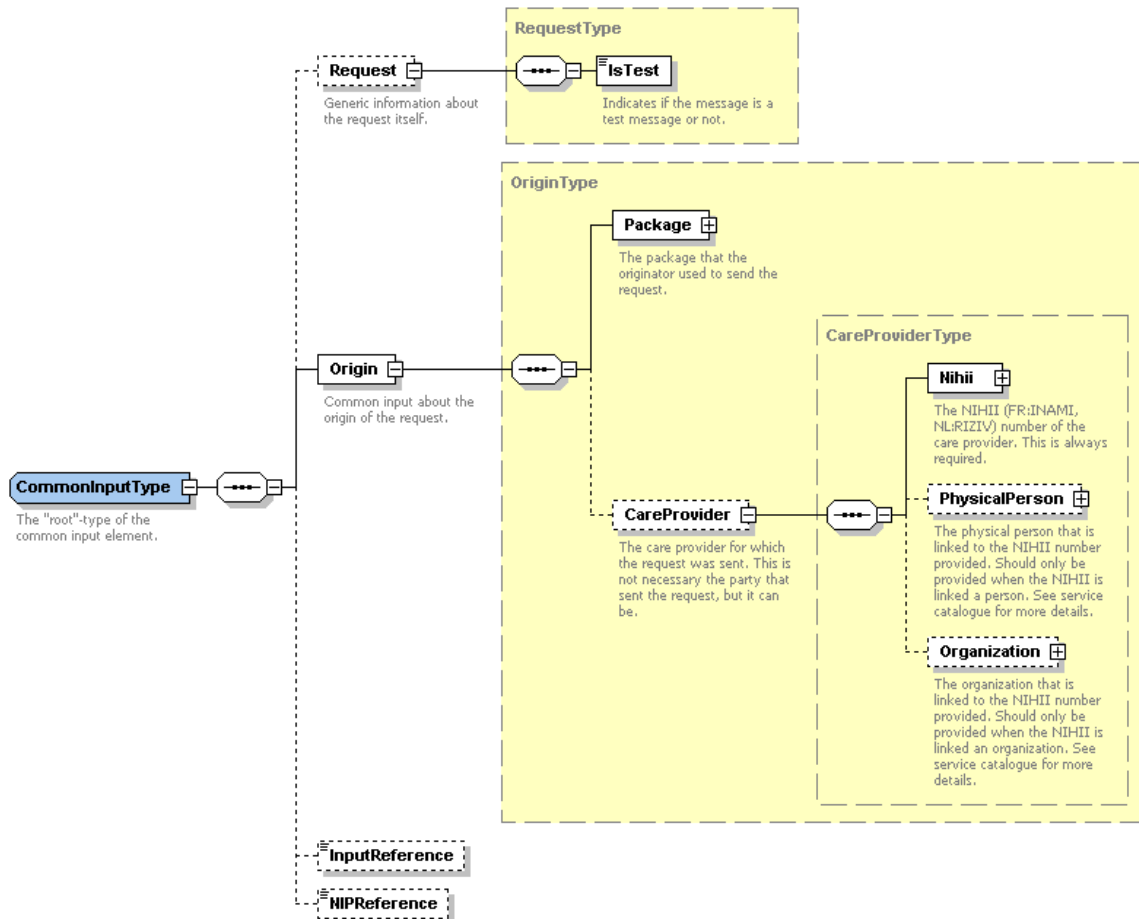 RequestType
Request
IsTest
Generic information about
the request itself.
Indicates if the message is a
test message or not.
OriginType
Package
The package that the
originator used to send the
request.
CareProviderType
Origin
Nihii
Common input about the
origin of the request.
The NIHII (FR:INAMI,
NL:RIZIV) number of the
care provider. This is always
required.
CommonInputType
The "root"-type of the
common input element.
PhysicalPerson
CareProvider
The physical person that is
linked to the NIHII number
provided. Should only be
provided when the NIHII is
linked a person. See service
catalogue for more details.
The care provider for which
the request was sent. This is
not necessary the party that
sent the request, but it can
be.
Organization
The organization that is
linked to the NIHII number
provided. Should only be
provided when the NIHII is
linked an organization. See
service catalogue for more
details.
InputReference
NIPReference